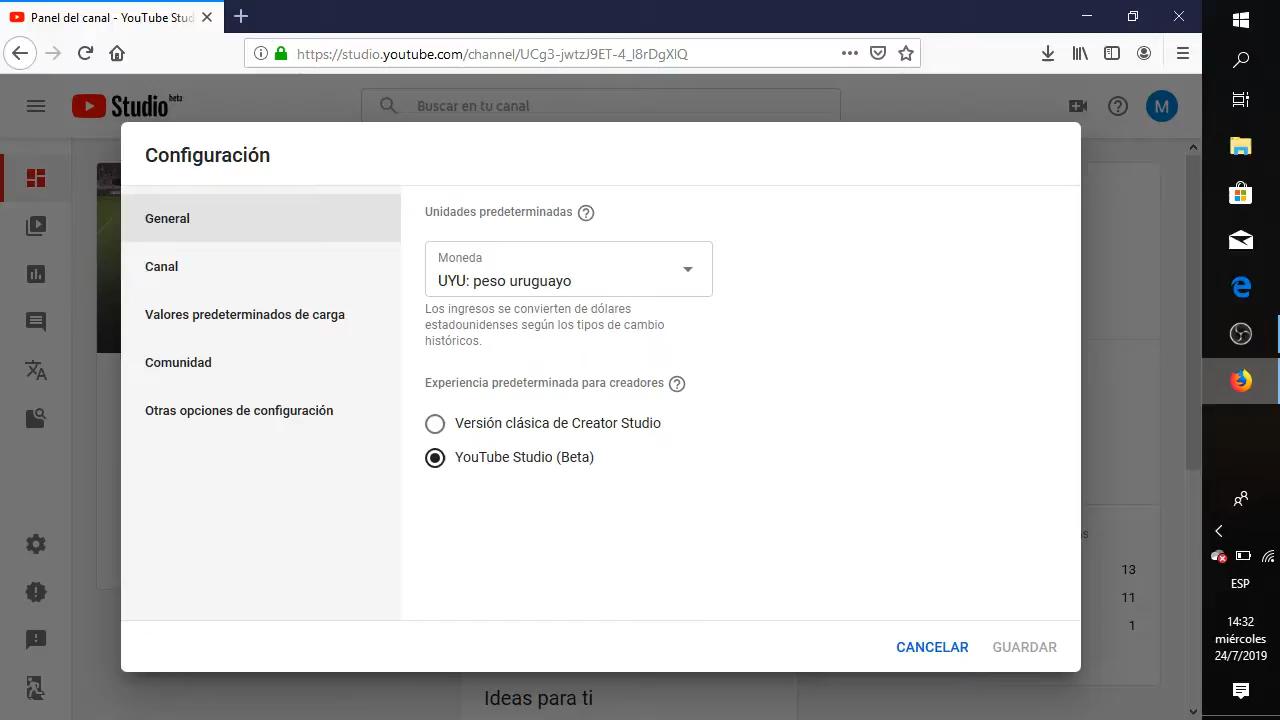 Panel del canal - YouTube Stud
https://studio.youtube.com/channel/UCg3-jwtzJ9ET-4_l8rDgXlQ
Studio beta
Buscar en tu canal
M
Configuración
General
Canal
Valores predeterminados de carga
Comunidad
Otras opciones de configuración
Unidades predeterminadas
Moneda
UYU: peso uruguayo
Los ingresos se convierten de dólares
estadounidenses según los tipos de cambio
históricos.
Experiencia predeterminada para creadores
Versión clásica de Creator Studio
YouTube Studio (Beta)
CANCELAR
GUARDAR
13
11
1
Ideas para ti
ESP
14:32
miércoles
24/7/2019